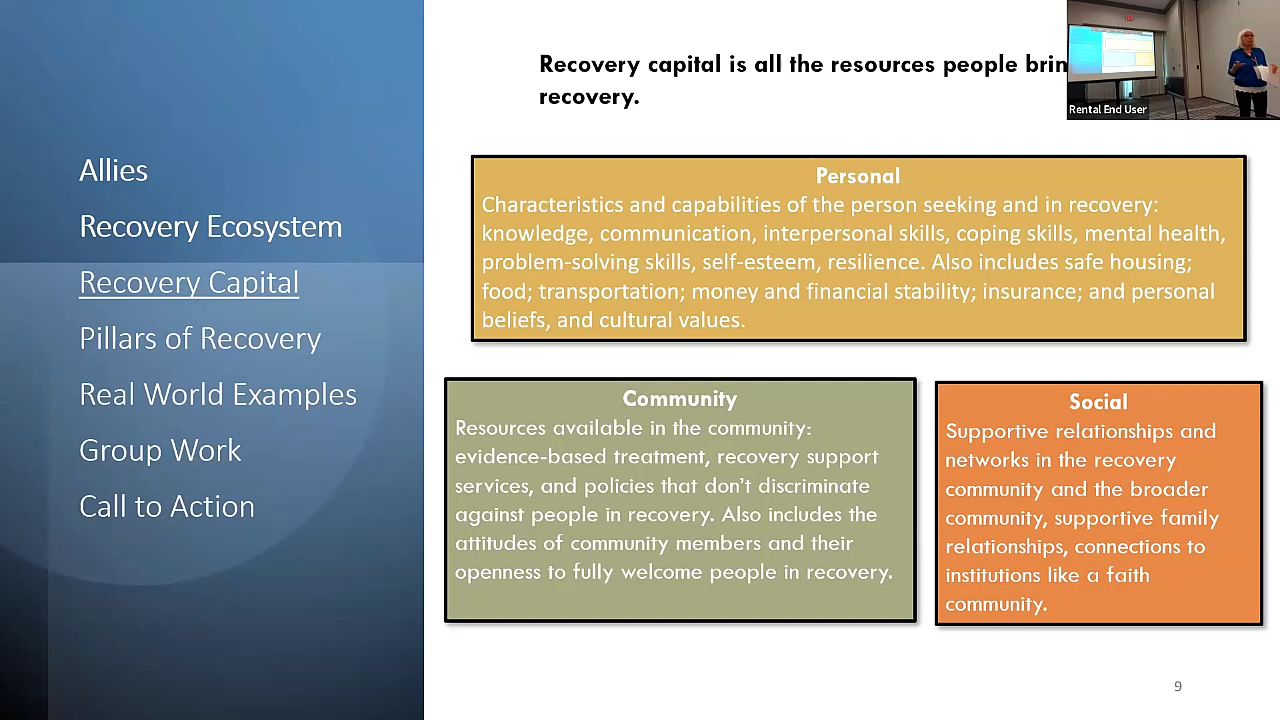 Allies
Recovery Ecosystem
Recovery Capital
Pillars of Recovery
Real World Examples
Group Work
Call to Action
Recovery capital is all the resources people
recovery.
Rental End User
Personal
Characteristics and capabilities of the person seeking and in recovery:
knowledge, communication, interpersonal skills, coping skills, mental health,
problem-solving skills, self-esteem, resilience. Also includes safe housing;
food; transportation; money and financial stability; insurance; and personal
beliefs, and cultural values.
Community
Resources available in the community:
evidence-based treatment, recovery support
services, and policies that don’t discriminate
against people in recovery. Also includes the
attitudes of community members and their
openness to fully welcome people in recovery.
Social
Supportive relationships and
networks in the recovery
community and the broader
community, supportive family
relationships, connections to
institutions like a faith
community.
9